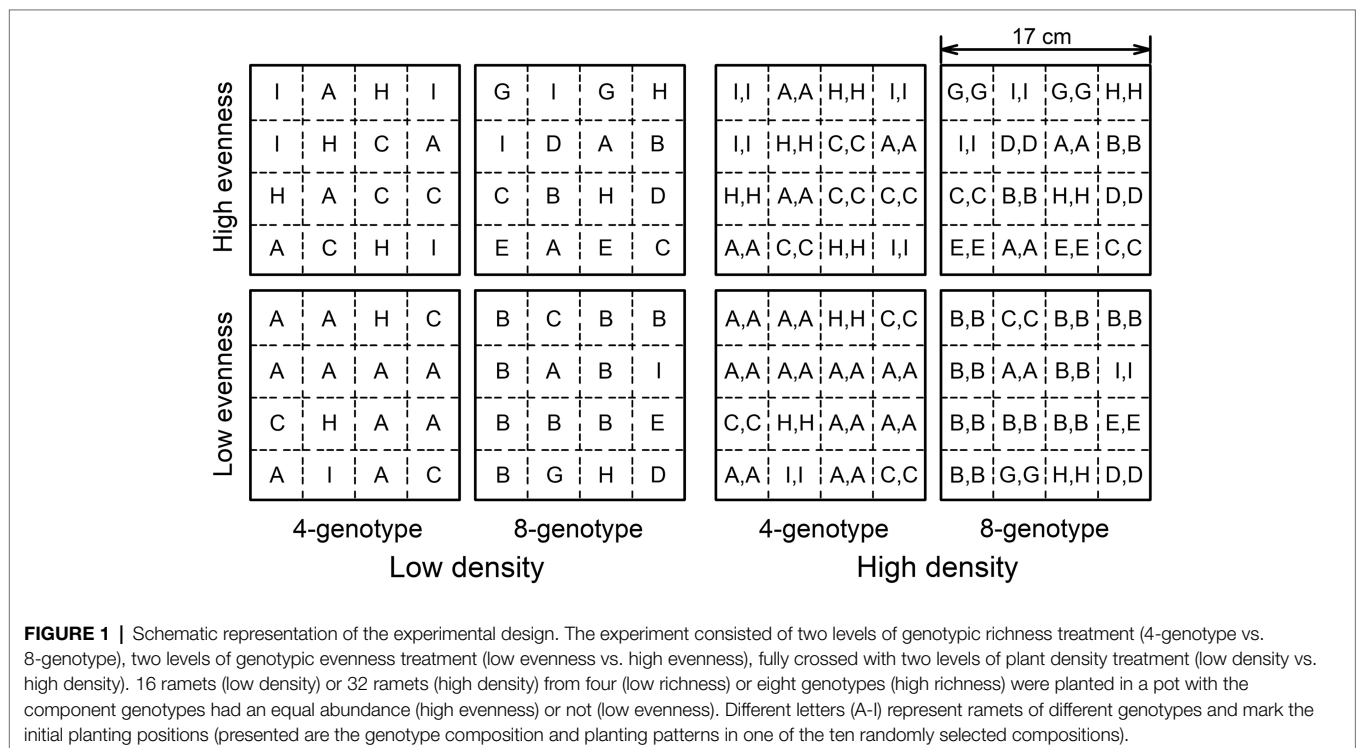 17 cm
High evenness
I A H I G I G H I,I A,A H,H I,I G,G I,I G,G H,H
I H C A I D A B I,I H,H C,C A,A I,I D,D A,A B,B
H A C C C B H D H,H A,A C,C C,C C,C B,B H,H D,D
A C H I E A E C A,A C,C H,H I,I E,E A,A E,E C,C
Low evenness
A A H C B C B B A,A A,A H,H C,C B,B C,C B,B B,B
A A A A B A B I A,A A,A A,A A,A B,B A,A B,B I,I
C H A A B B B E C,C H,H A,A A,A B,B B,B B,B E,E
A I A C B G H D A,A I,I A,A C,C B,B G,G H,H D,D
4-genotype 8-genotype 4-genotype 8-genotype
Low density High density
FIGURE 1 | Schematic representation of the experimental design. The experiment consisted of two levels of genotypic richness treatment (4-genotype vs.
8-genotype), two levels of genotypic evenness treatment (low evenness vs. high evenness), fully crossed with two levels of plant density treatment (low density vs.
high density). 16 ramets (low density) or 32 ramets (high density) from four (low richness) or eight genotypes (high richness) were planted in a pot with the
component genotypes had an equal abundance (high evenness) or not (low evenness). Different letters (A-I) represent ramets of different genotypes and mark the
initial planting positions (presented are the genotype composition and planting patterns in one of the ten randomly selected compositions).